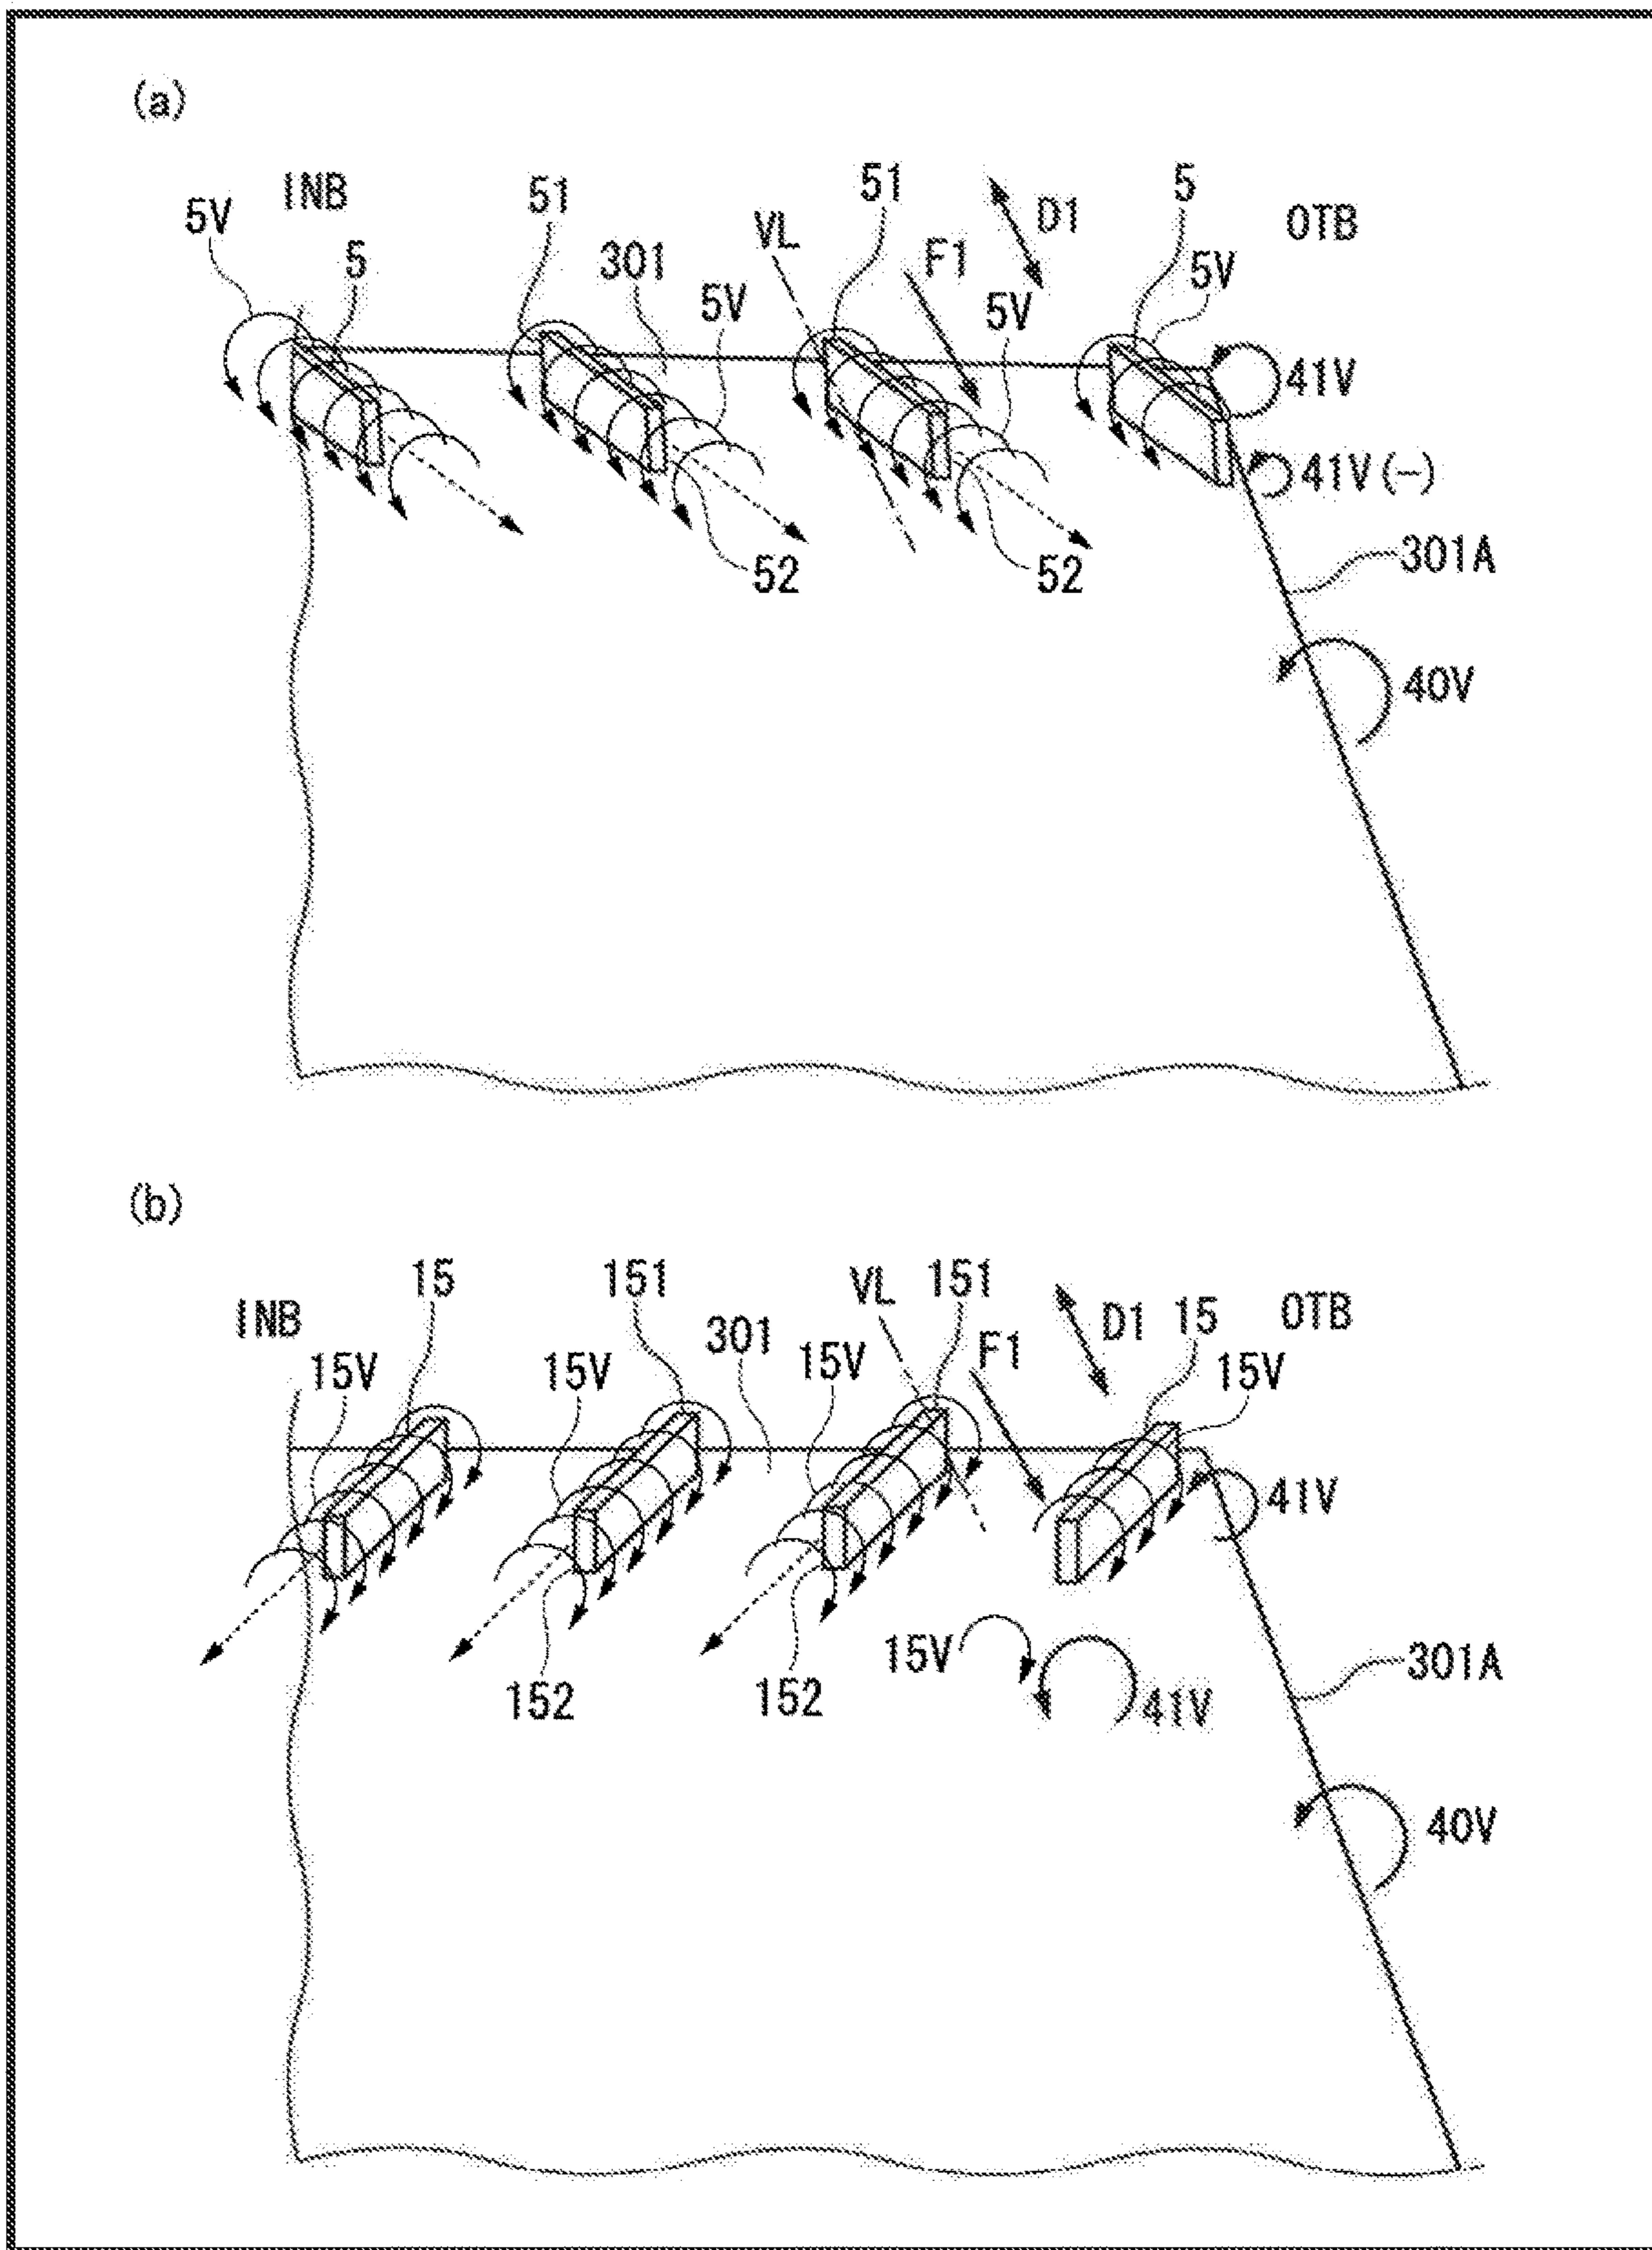 (a)
INB 51 51 D1 5 OTB
5V 5 301 5V VL F1 5V 5V
41V
41V(-)
52 52 301A
40V
(b)
INB 15 151 VL 151 D1 15 OTB
15V 15V 301 15V F1 15V
41V
15V
152 152 41V 301A
40V